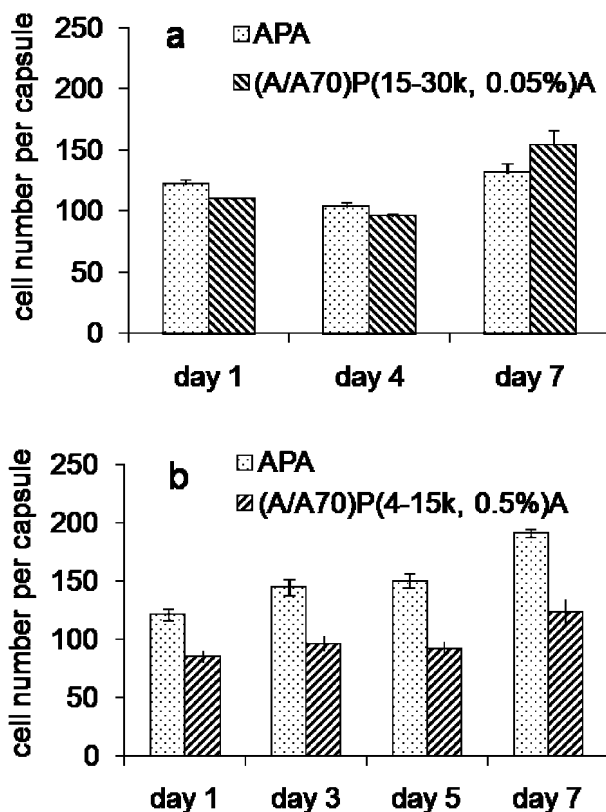 a
APA
(A/A70)P(15-30k, 0.05%)A
cell number per capsule
250
200
150
100
50
0
day 1 day 4 day 7
b
APA
(A/A70)P(4-15k, 0.5%)A
cell number per capsule
250
200
150
100
50
0
day 1 day 3 day 5 day 7